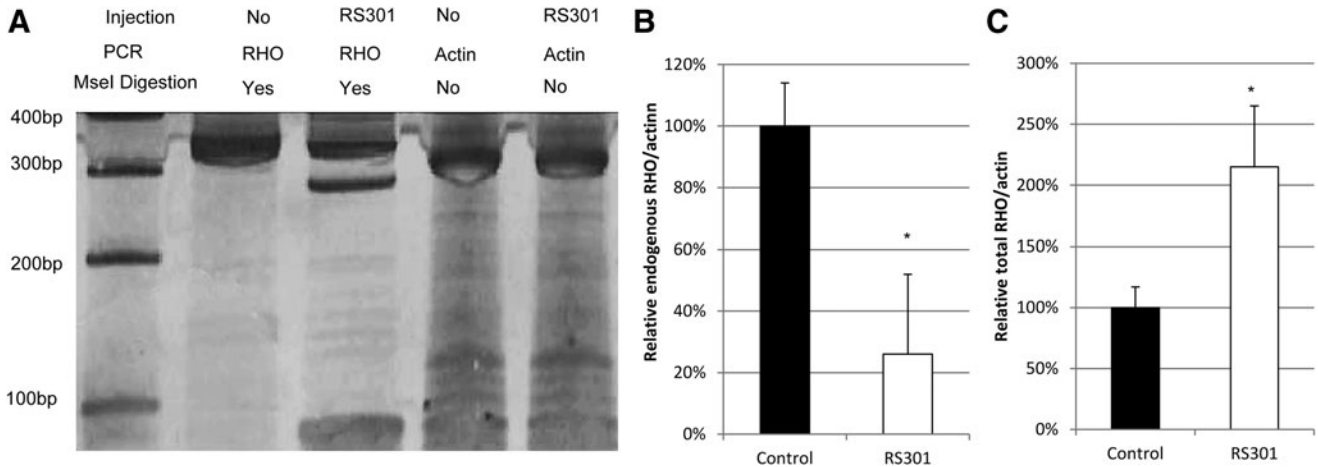 A
Injection No RS301 No RS301
PCR RHO RHO Actin Actin
MseI Digestion Yes Yes No No
400bp
300bp
200bp
100bp
B
Relative endogenous RHO/actinn
120%
100%
80%
60%
40%
20%
0%
*
Control RS301
C
Relative total RHO/actin
300%
250%
200%
150%
100%
50%
0%
*
Control RS301